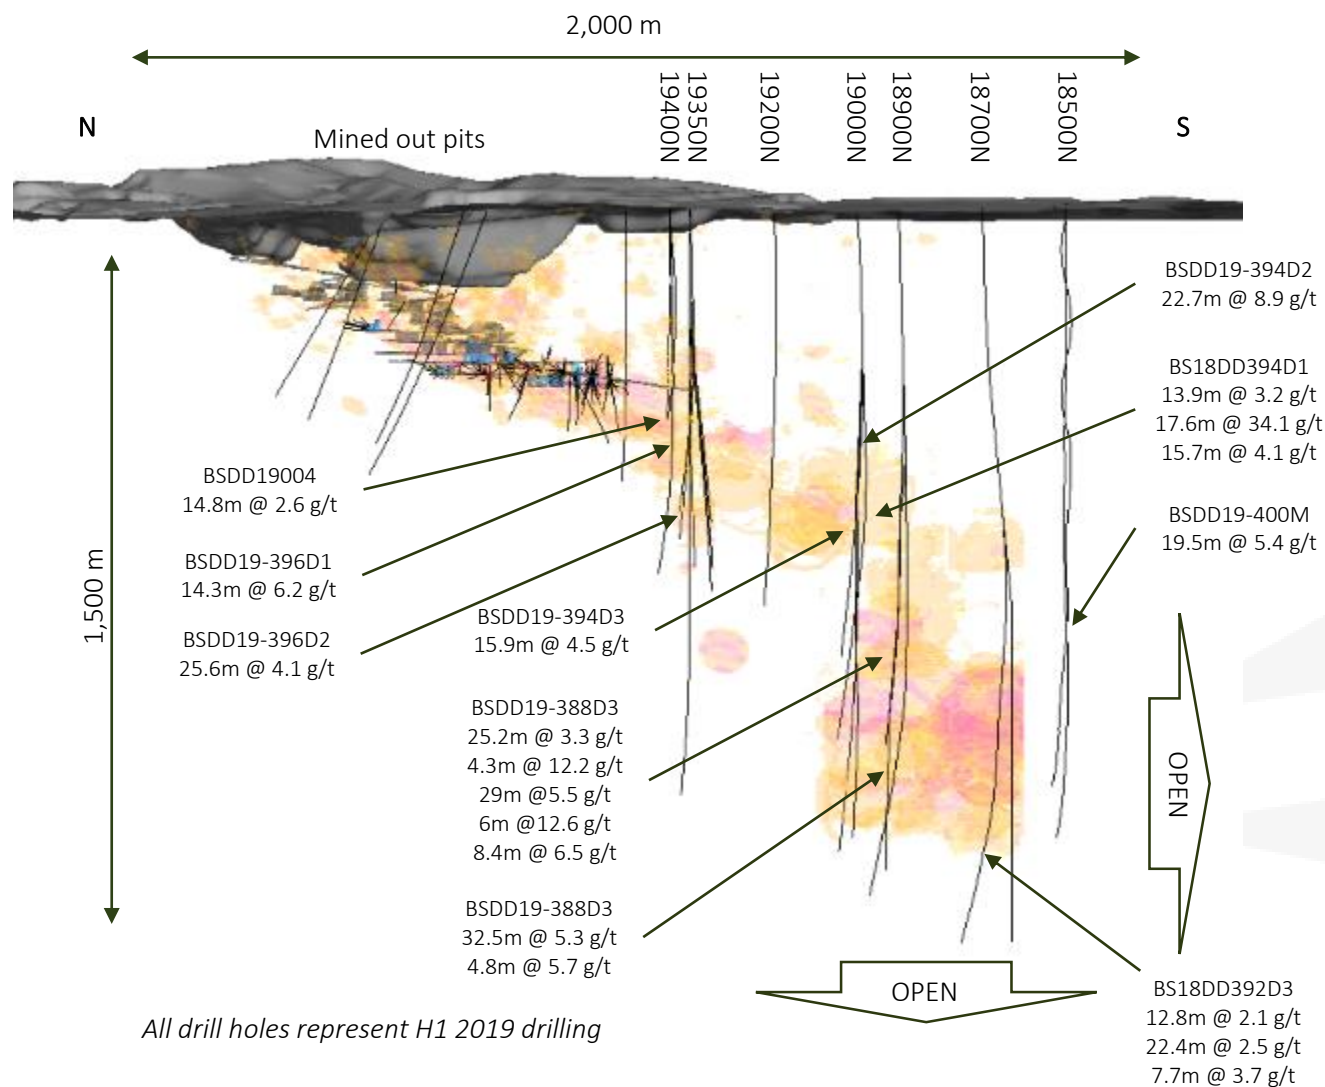 2,000 m
N
S
19400N
19350N
19200N
19000N
18900N
18700N
18500N
Mined out pits
1,500 m
BSDD19-394D2
22.7m @ 8.9 g/t
BS18DD394D1
13.9m @ 3.2 g/t
17.6m @ 34.1 g/t
15.7m @ 4.1 g/t
BSDD19-400M
19.5m @ 5.4 g/t
BSDD19004
14.8m @ 2.6 g/t
BSDD19-396D1
14.3m @ 6.2 g/t
BSDD19-396D2
25.6m @ 4.1 g/t
BSDD19-394D3
15.9m @ 4.5 g/t
BSDD19-388D3
25.2m @ 3.3 g/t
4.3m @ 12.2 g/t
29m @5.5 g/t
6m @12.6 g/t
8.4m @ 6.5 g/t
BSDD19-388D3
32.5m @ 5.3 g/t
4.8m @ 5.7 g/t
OPEN
OPEN
BS18DD392D3
12.8m @ 2.1 g/t
22.4m @ 2.5 g/t
7.7m @ 3.7 g/t
All drill holes represent H1 2019 drilling